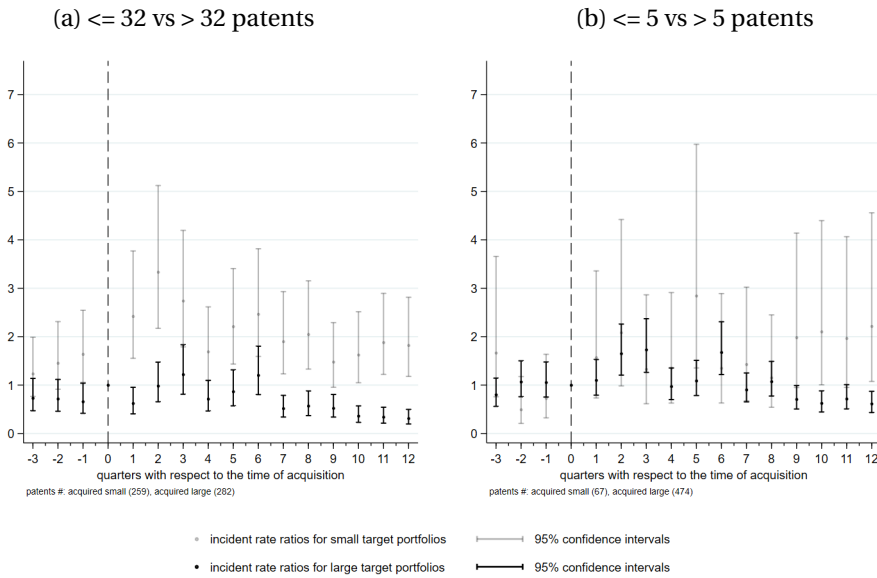 (a) <= 32 vs > 32 patents
7
6
5
4
3
2
1
0
-3 -2 -1 0 1 2 3 4 5 6 7 8 9 10 11 12
quarters with respect to the time of acquisition
patents #: acquired small (259), acquired large (282)
(b) <= 5 vs > 5 patents
7
6
5
4
3
2
1
0
-3 -2 -1 0 1 2 3 4 5 6 7 8 9 10 11 12
quarters with respect to the time of acquisition
patents #: acquired small (67), acquired large (474)
incident rate ratios for small target portfolios 95% confidence intervals
incident rate ratios for large target portfolios 95% confidence intervals